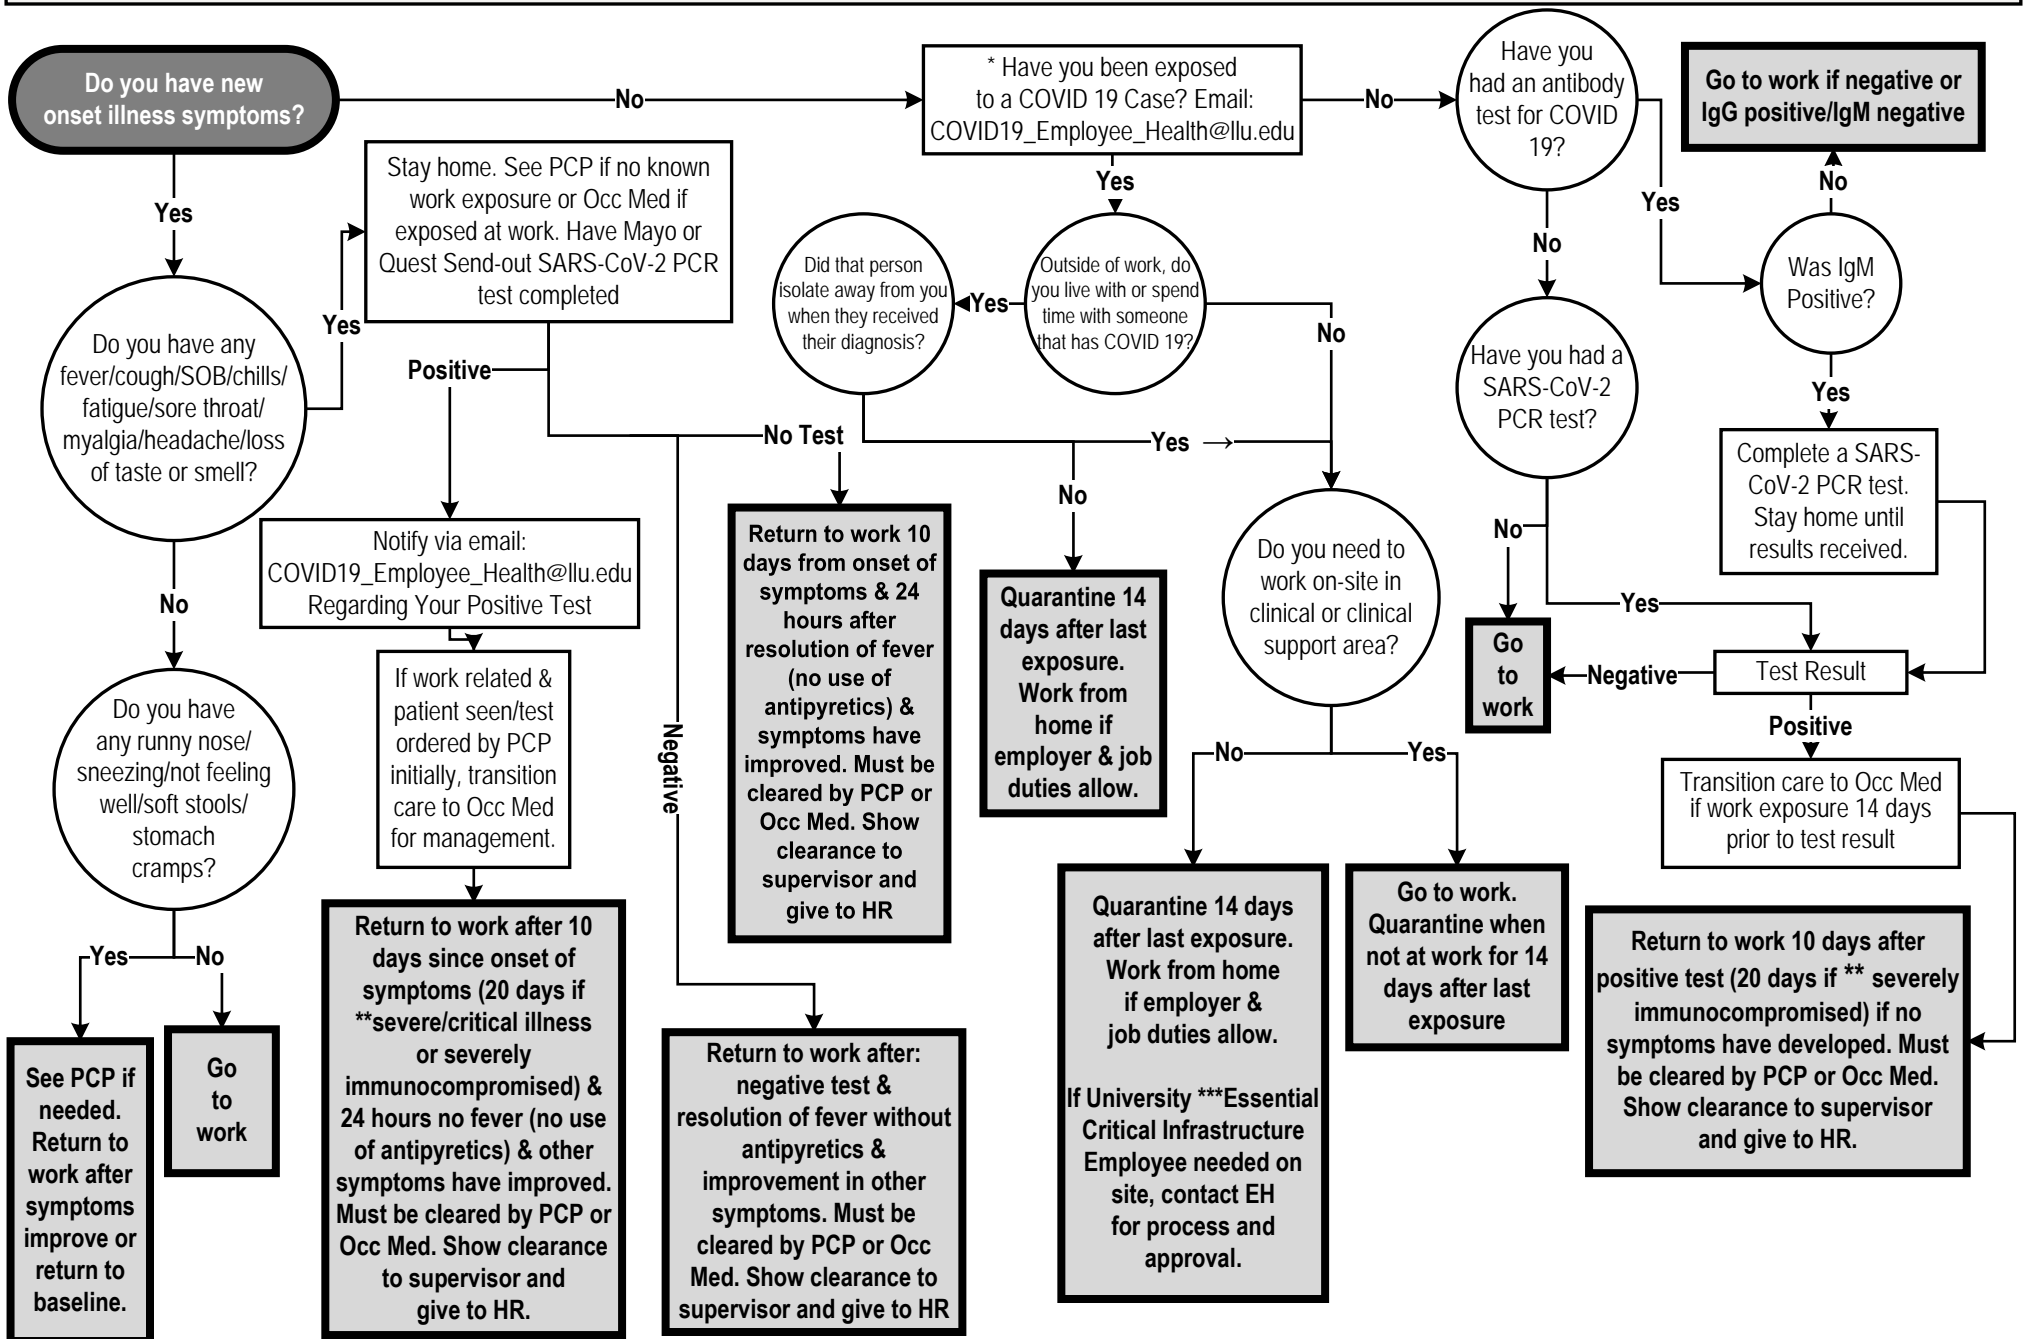 Do you have new
onset illness symptoms?
No
* Have you been exposed
to a COVID 19 Case? Email:
COVID19_Employee_Health@llu.edu
No
Have you
had an antibody
test for COVID
19?
Go to work if negative or
IgG positive/IgM negative
Yes
Stay home. See PCP if no known
work exposure or Occ Med if
exposed at work. Have Mayo or
Quest Send-out SARS-CoV-2 PCR
test completed
Yes
Yes
No
Yes
No
Was IgM
Positive?
Did that person
isolate away from you
when they received
their diagnosis?
Yes
Outside of work, do
you live with or spend
time with someone
that has COVID 19?
No
Do you have any
fever/cough/SOB/chills/
fatigue/sore throat/
myalgia/headache/loss
of taste or smell?
Positive
No Test
Yes →
No
Have you had a
SARS-CoV-2
PCR test?
Yes
Complete a SARS-
CoV-2 PCR test.
Stay home until
results received.
Notify via email:
COVID19_Employee_Health@llu.edu
Regarding Your Positive Test
Return to work 10
days from onset of
symptoms & 24
hours after
resolution of fever
(no use of
antipyretics) &
symptoms have
improved. Must be
cleared by PCP or
Occ Med. Show
clearance to
supervisor and
give to HR
Quarantine 14
days after last
exposure.
Work from
home if
employer & job
duties allow.
Do you need to
work on-site in
clinical or clinical
support area?
No
Yes
Go
to
work
Negative
Test Result
Positive
No
Do you have
any runny nose/
sneezing/not feeling
well/soft stools/
stomach
cramps?
If work related &
patient seen/test
ordered by PCP
initially, transition
care to Occ Med
for management.
Negative
No
Yes
Transition care to Occ Med
if work exposure 14 days
prior to test result
Yes
No
See PCP if
needed.
Return to
work after
symptoms
improve or
return to
baseline.
Go
to
work
Return to work after 10
days since onset of
symptoms (20 days if
**severe/critical illness
or severely
immunocompromised) &
24 hours no fever (no use
of antipyretics) & other
symptoms have improved.
Must be cleared by PCP or
Occ Med. Show clearance
to supervisor and
give to HR.
Return to work after:
negative test &
resolution of fever without
antipyretics &
improvement in other
symptoms. Must be
cleared by PCP or Occ
Med. Show clearance to
supervisor and give to HR
Quarantine 14 days
after last exposure.
Work from home
if employer &
job duties allow.
If University ***Essential
Critical Infrastructure
Employee needed on
site, contact EH
for process and
approval.
Go to work.
Quarantine when
not at work for 14
days after last
exposure
Return to work 10 days after
positive test (20 days if ** severely
immunocompromised) if no
symptoms have developed. Must
be cleared by PCP or Occ Med.
Show clearance to supervisor
and give to HR.